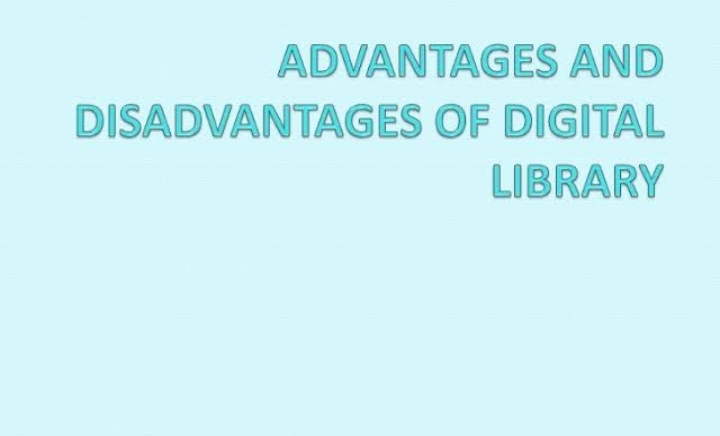 ADVANTAGES AND
DISADVANTAGES OF DIGITAL
LIBRARY